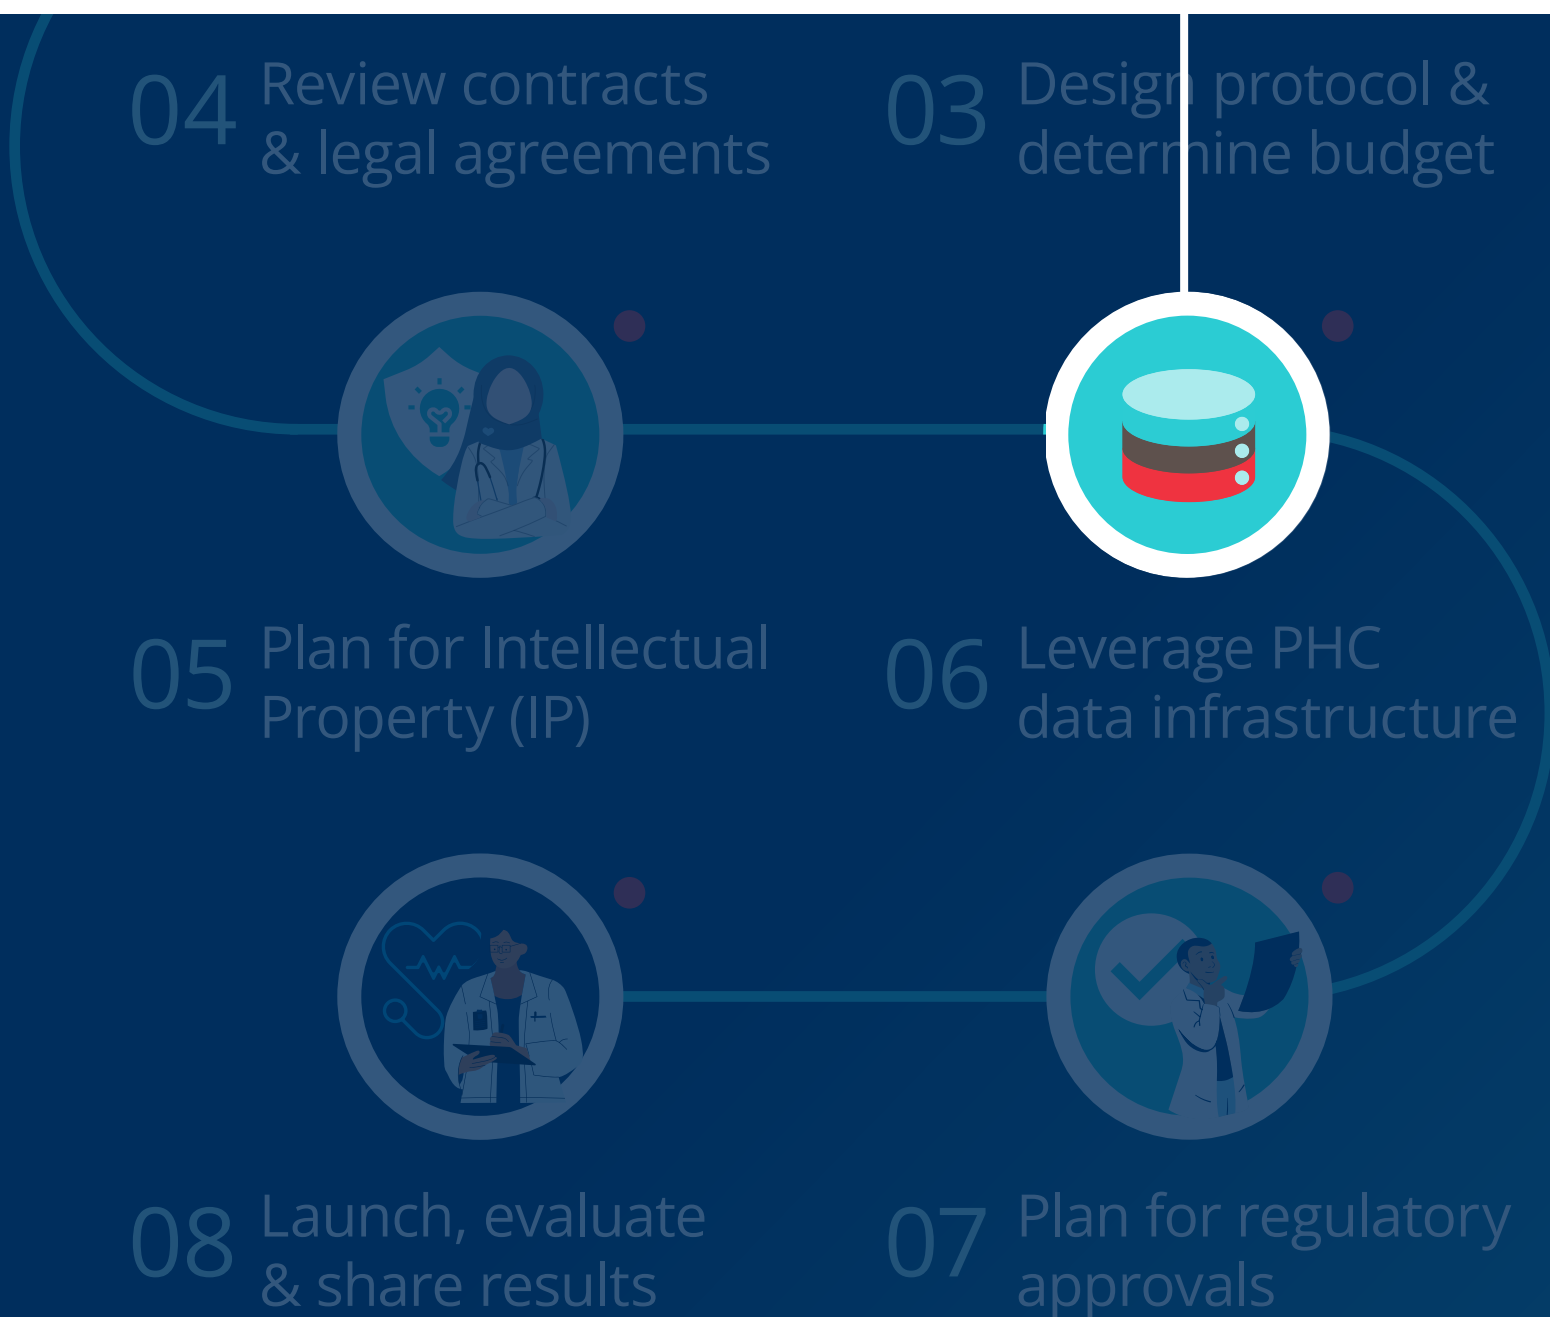 04 Review contracts
& legal agreements
03 Design protocol &
determine budget
05 Plan for Intellectual
Property (IP)
06 Leverage PHC
data infrastructure
08 Launch, evaluate
& share results
07 Plan for regulatory
approvals